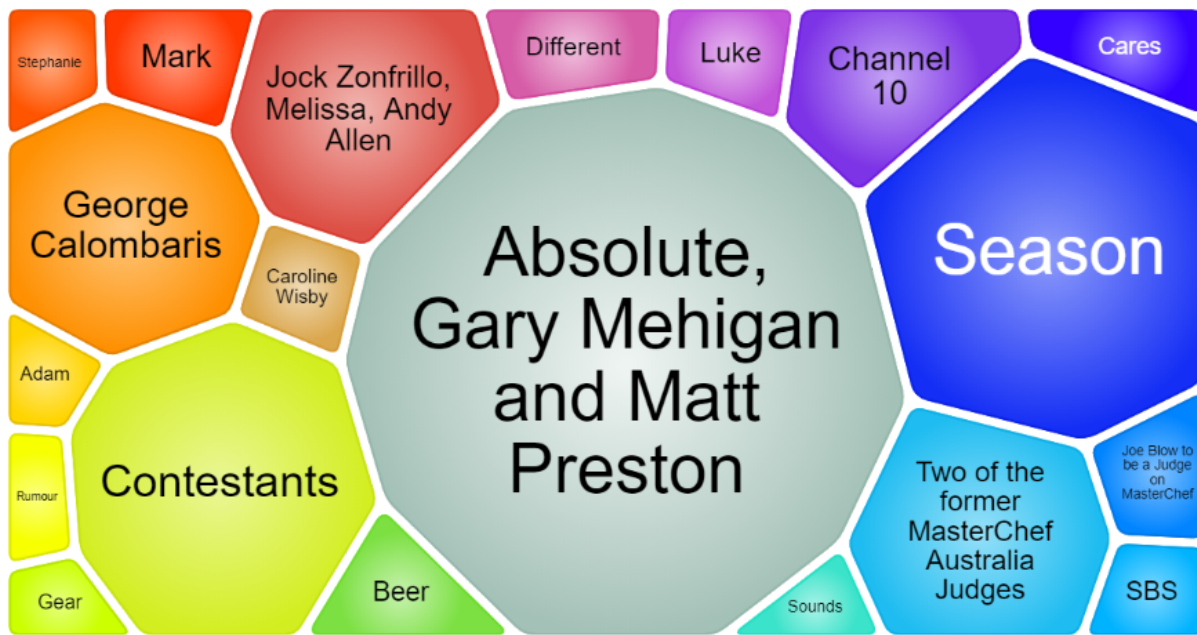 Stephanie
Mark
Jock Zonfrillo,
Melissa, Andy
Allen
Different
Luke
Channel
10
Cares
George
Calombaris
Caroline
Wisby
Absolute,
Gary Mehigan
and Matt
Preston
Season
Adam
Contestants
Rumour
Gear
Beer
Sounds
Two of the
former
MasterChef
Australia
Judges
Joe Blow to
be a Judge
on
MasterChef
SBS